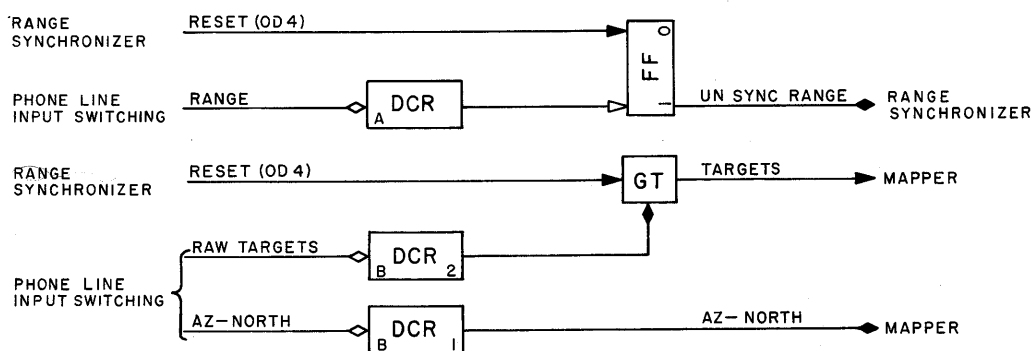 RANGE
SYNCHRONIZER
RESET (OD 4)
0
FF
1
PHONE LINE
INPUT SWITCHING
RANGE
DCR
A
UN SYNC RANGE
RANGE
SYNCHRONIZER
RANGE
SYNCHRONIZER
RESET (OD 4)
GT
TARGETS
MAPPER
PHONE LINE
INPUT SWITCHING
RAW TARGETS
DCR
B 2
AZ-NORTH
DCR
B 1
AZ-NORTH
MAPPER